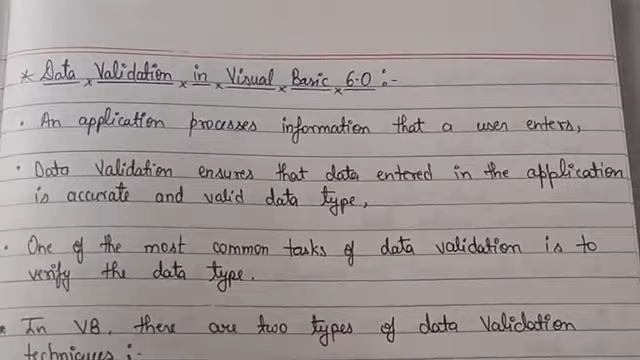 * Data Validation in Visual Basic 6.0 :-
• An application processes information that a user enters,
• Data Validation ensures that data entered in the application
is accurate and valid data type,
• One of the most common tasks of data validation is to
verify the data type.
• In VB, there are two types of data Validation
techniques :-